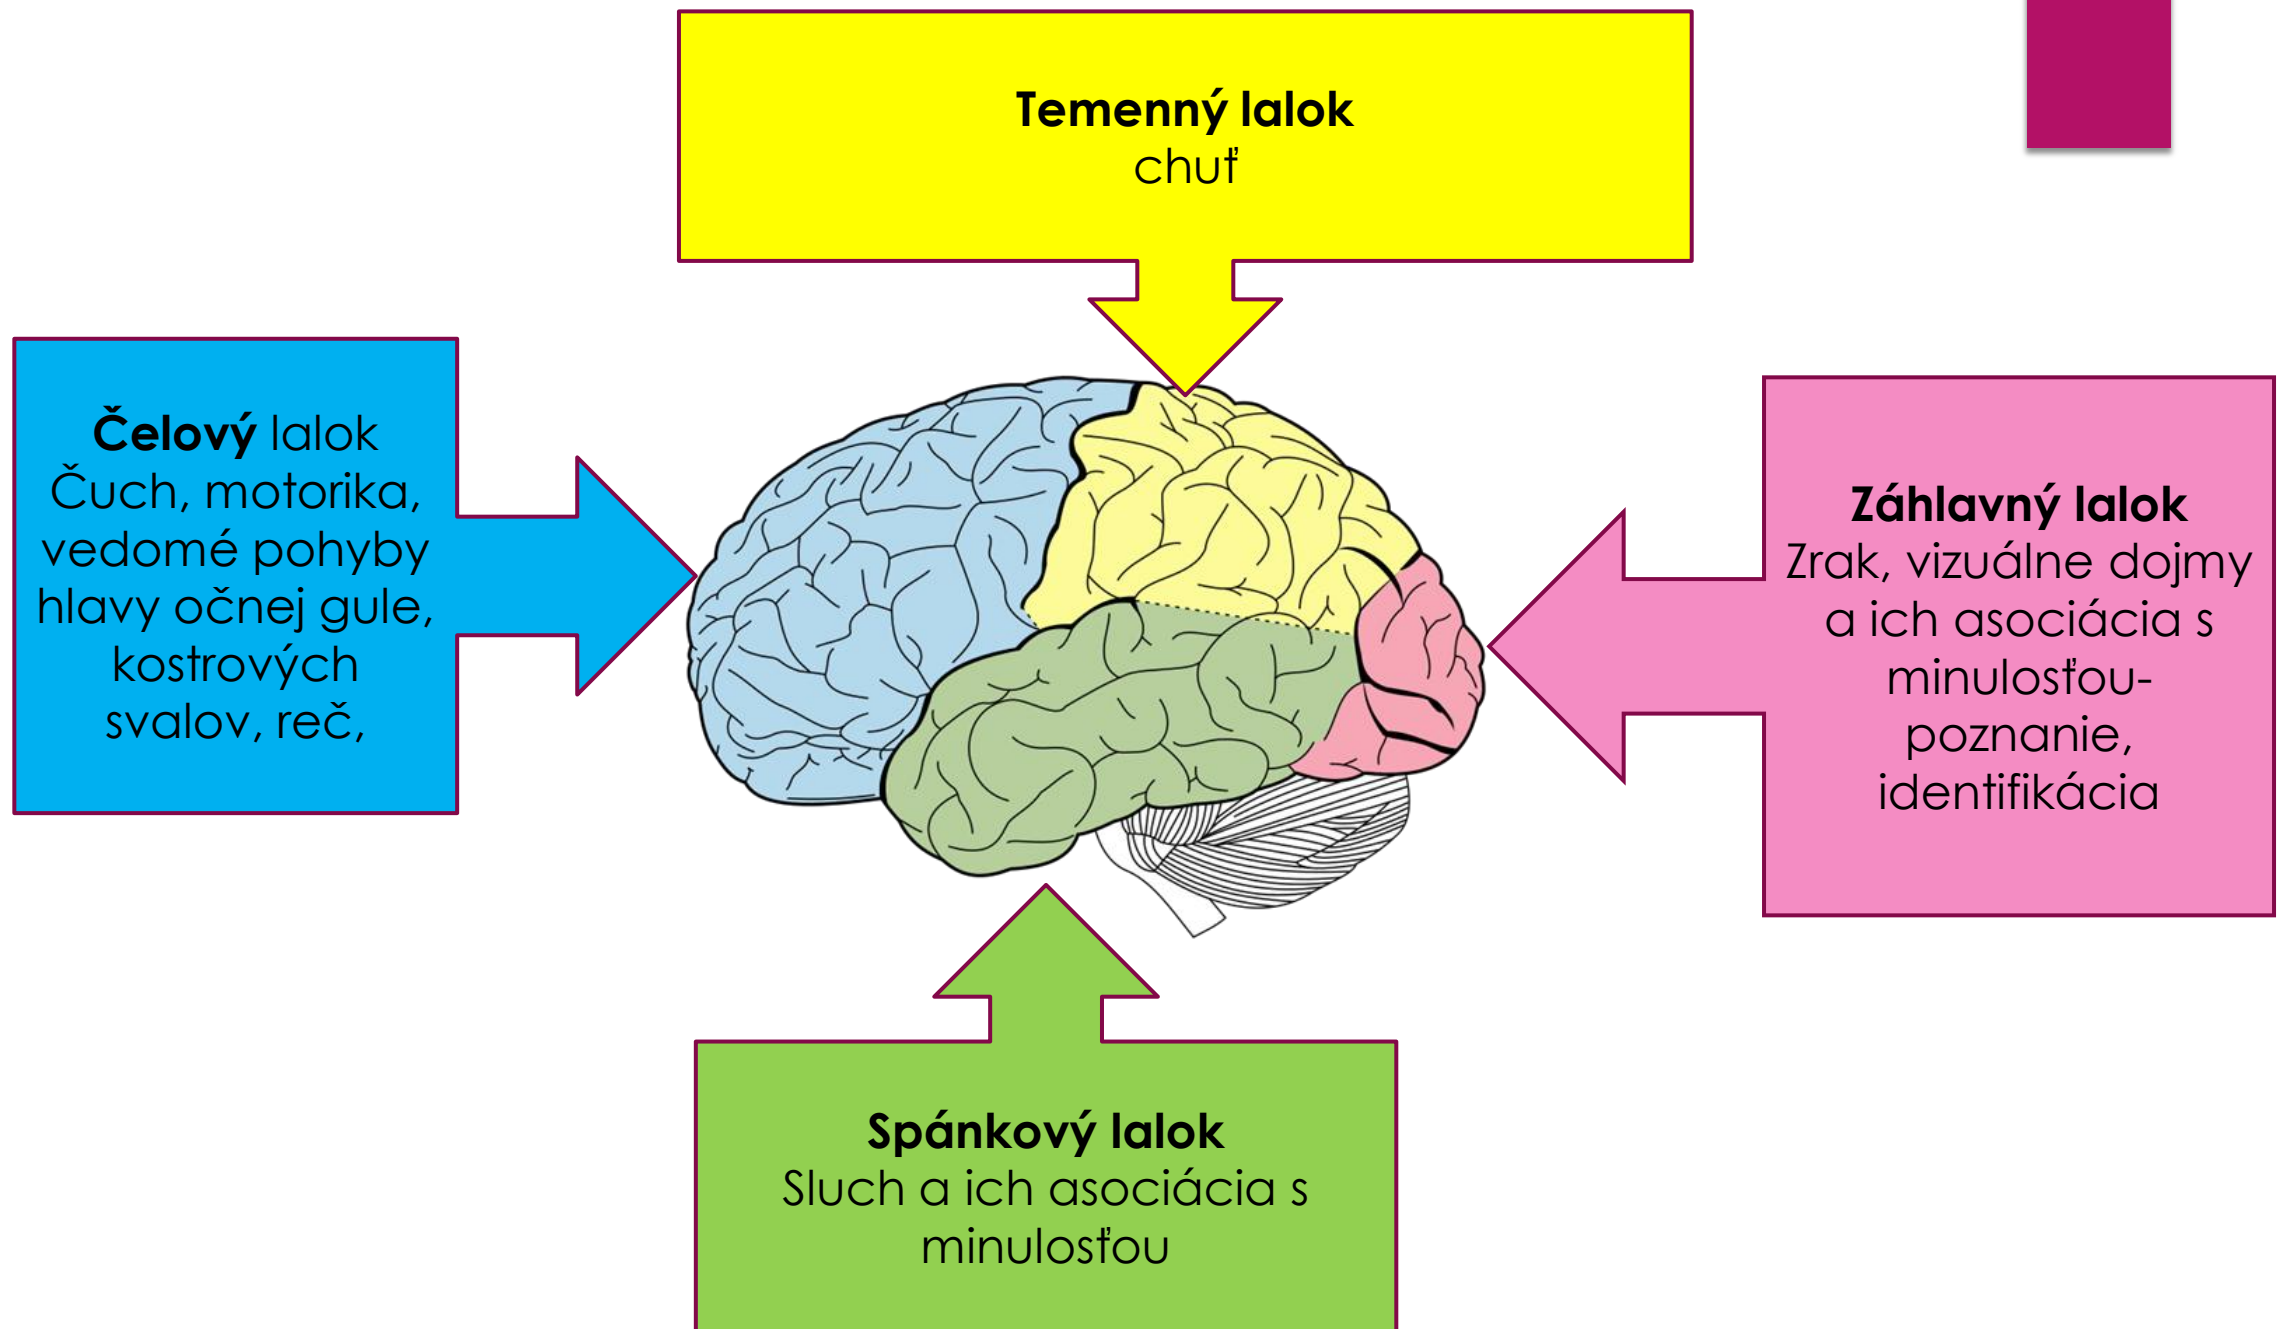 Temenný lalok
chuť
Čelový lalok
Čuch, motorika,
vedomé pohyby
hlavy očnej gule,
kostrových
svalov, reč,
Záhlavný lalok
Zrak, vizuálne dojmy
a ich asociácia s
minulosťou-
poznanie,
identifikácia
Spánkový lalok
Sluch a ich asociácia s
minulosťou